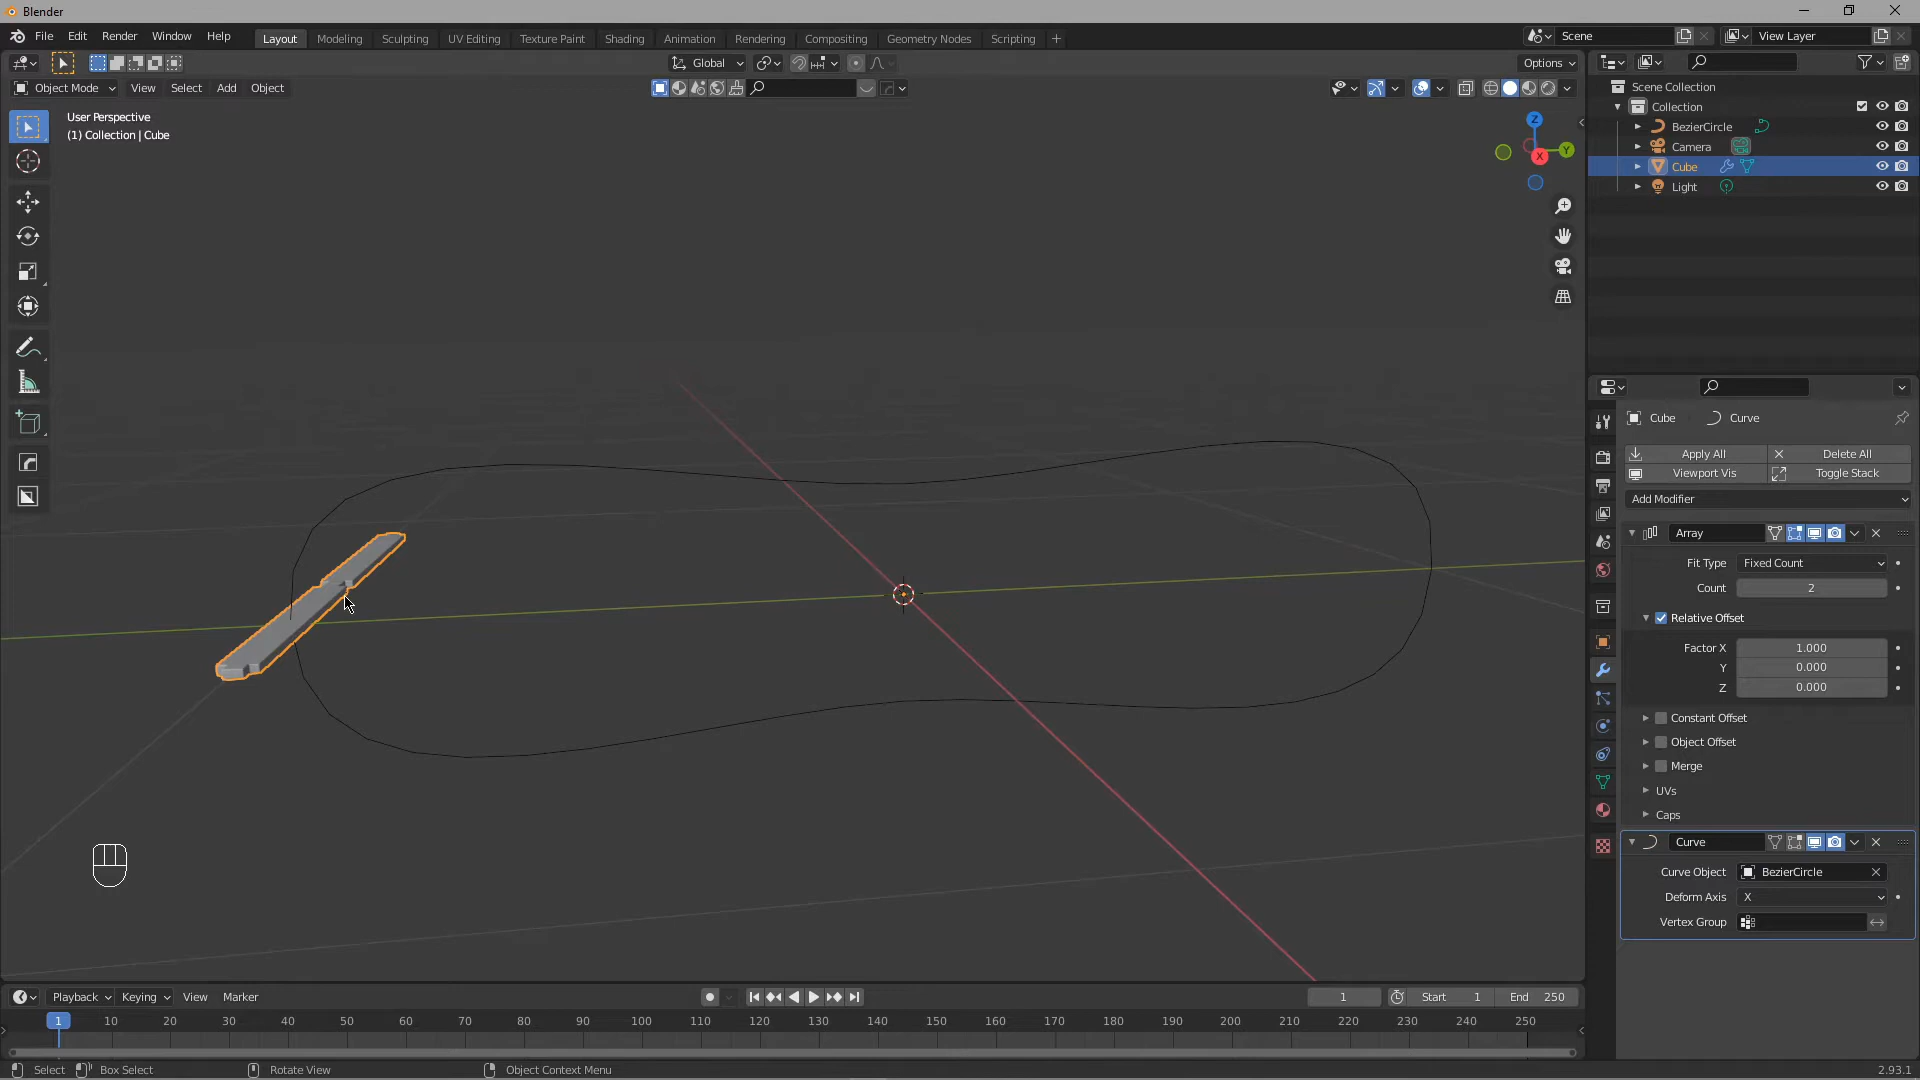 Blender
File Edit Render Window Help
Layout Modeling Sculpting UV Editing Texture Paint Shading Animation Rendering Compositing Geometry Nodes Scripting +
Scene
View Layer
Global
Options
Object Mode View Select Add Object
User Perspective
(1) Collection | Cube
Z
Y
X
Scene Collection
Collection
BezierCircle
Camera
Cube
Light
Cube Curve
Apply All Delete All
Viewport Vis Toggle Stack
Add Modifier
Array
Fit Type Fixed Count
Count 2
Relative Offset
Factor X 1.000
Y 0.000
Z 0.000
Constant Offset
Object Offset
Merge
UVs
Caps
Curve
Curve Object BezierCircle
Deform Axis X
Vertex Group
Playback Keying View Marker
1 Start 1 End 250
1 10 20 30 40 50 60 70 80 90 100 110 120 130 140 150 160 170 180 190 200 210 220 230 240 250
Select Box Select Rotate View Object Context Menu 2.93.1